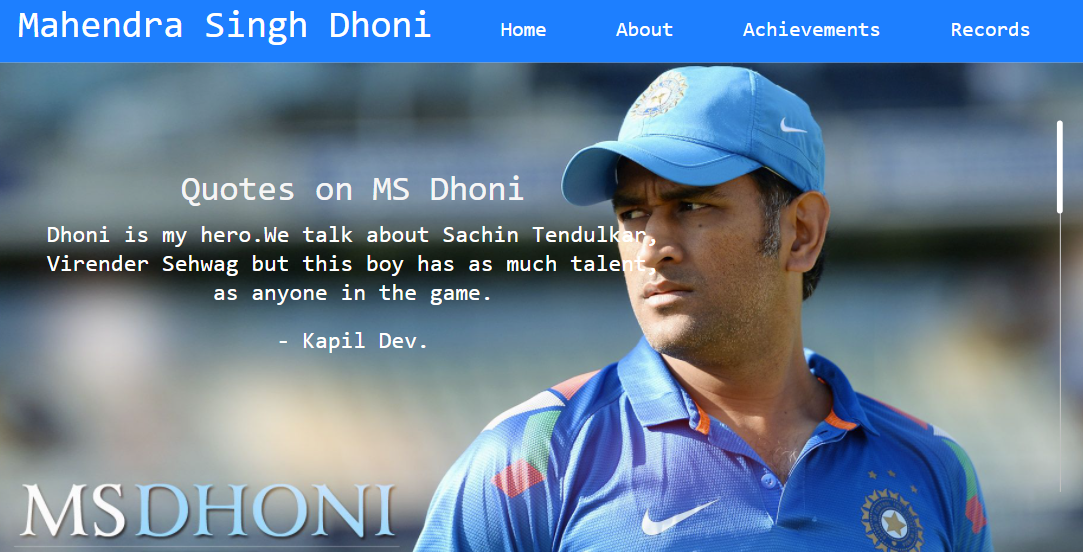 Mahendra Singh Dhoni Home About Achievements Records
Quotes on MS Dhoni
Dhoni is my hero.We talk about Sachin Tendulkar,
Virender Sehwag but this boy has as much talent,
as anyone in the game.
- Kapil Dev.
MSDHONI